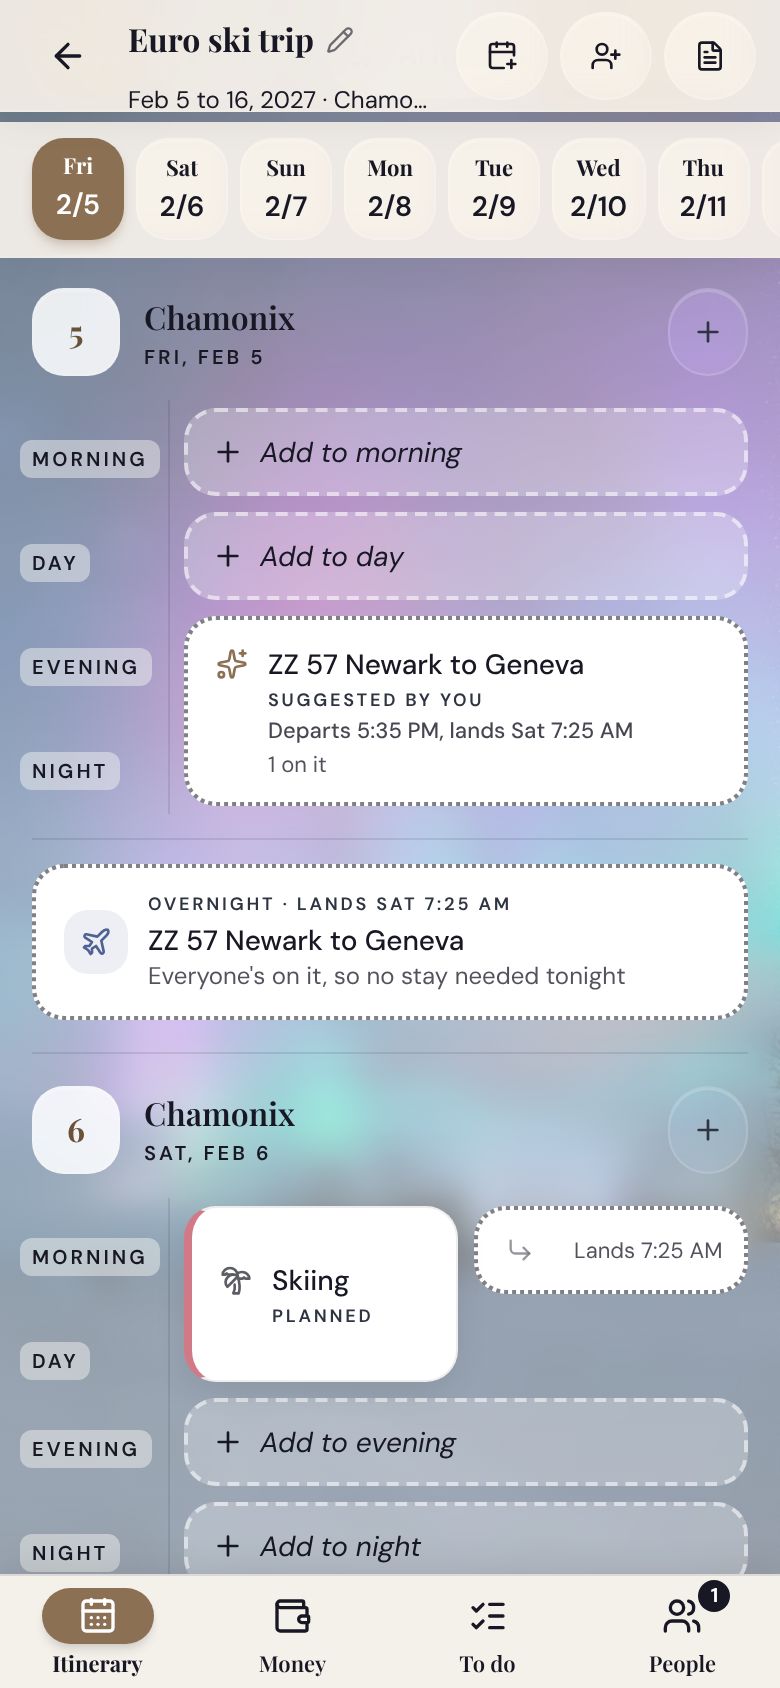 Euro ski trip
Feb 5 to 16, 2027 · Chamo...
Fri
2/5
Sat
2/6
Sun
2/7
Mon
2/8
Tue
2/9
Wed
2/10
Thu
2/11
5
Chamonix
FRI, FEB 5
MORNING
Add to morning
DAY
Add to day
EVENING
NIGHT
ZZ 57 Newark to Geneva
SUGGESTED BY YOU
Departs 5:35 PM, lands Sat 7:25 AM
1 on it
OVERNIGHT · LANDS SAT 7:25 AM
ZZ 57 Newark to Geneva
Everyone's on it, so no stay needed tonight
6
Chamonix
SAT, FEB 6
MORNING
Skiing
PLANNED
Lands 7:25 AM
DAY
EVENING
Add to evening
NIGHT
Add to night
Itinerary
Money
To do
1
People